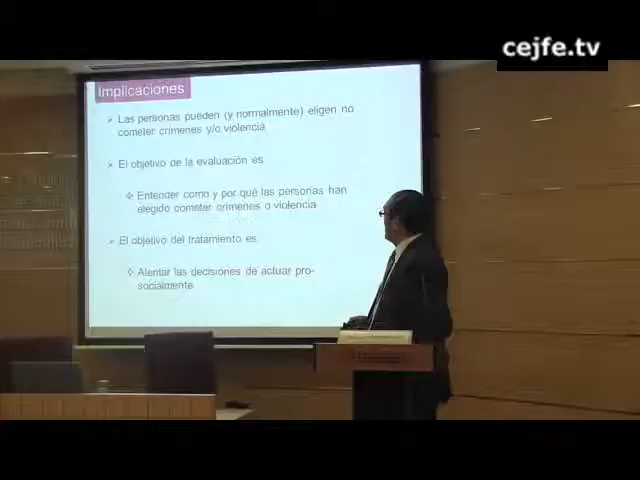 cejfe.tv
Implicaciones
Las personas pueden (y normalmente) eligen no
cometer crímenes y/o violencia
El objetivo de la evaluación es
Entender como y por qué las personas han
elegido cometer crímenes o violencia
El objetivo del tratamiento es
Alentar las decisiones de actuar pro-
socialmente